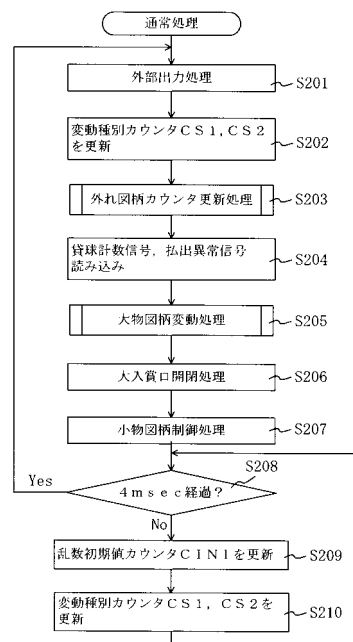 通常処理
外部出力処理
S201
変動種別カウンタCS1，CS2
を更新
S202
外れ図柄カウンタ更新処理
S203
貸球計数信号，払出異常信号
読み込み
S204
大物図柄変動処理
S205
大入賞口開閉処理
S206
小物図柄制御処理
S207
S208
Yes
4msec経過？
No
乱数初期値カウンタCINIを更新
S209
変動種別カウンタCS1，CS2を
更新
S210